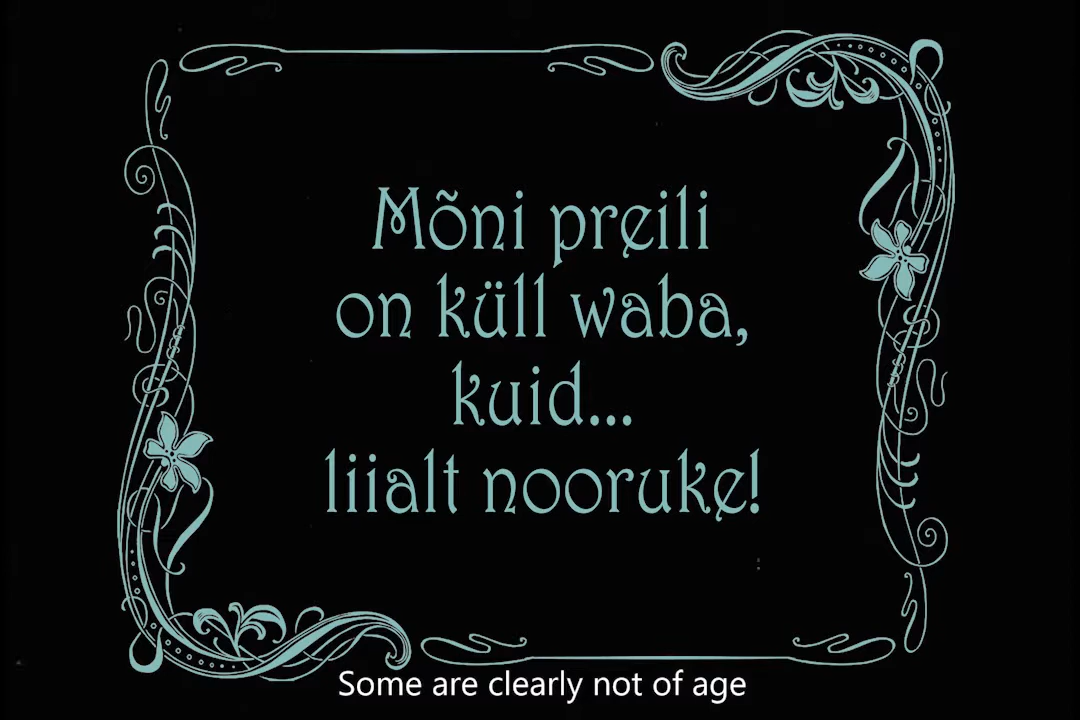 Mõni preili
on küll waba,
kuid...
liialt nooruke!
Some are clearly not of age